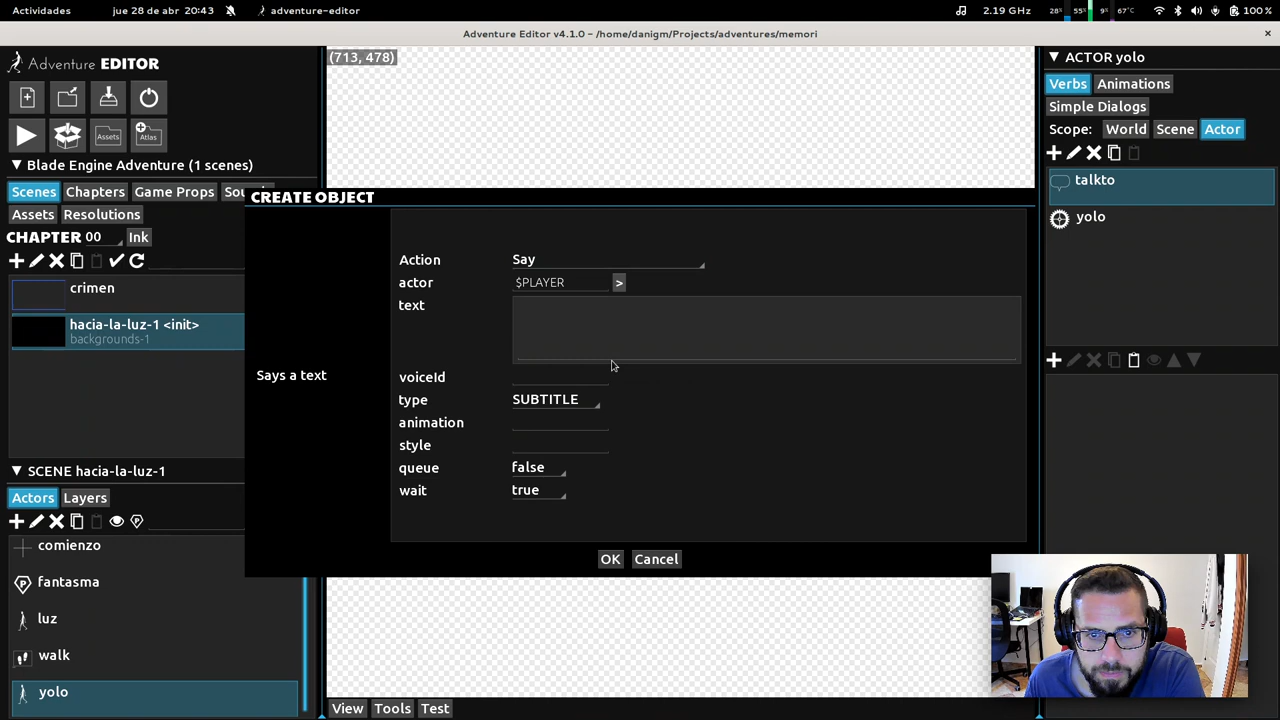 Actividades
jue 28 de abr 20:43
adventure-editor
28%
55%
9%
67°C
2.19 GHz
100 %
Adventure Editor v4.1.0 – /home/danigm/Projects/adventures/memori
×
Adventure EDITOR
Assets
Atlas
Blade Engine Adventure (1 scenes)
Scenes
Chapters
Game Props
Sou
Assets
Resolutions
CHAPTER 00
Ink
crimen
hacia-la-luz-1 <init>
backgrounds-1
SCENE hacia-la-luz-1
Actors
Layers
comienzo
fantasma
luz
walk
yolo
(713, 478)
CREATE OBJECT
Says a text
Action
Say
actor
$PLAYER
>
text
voiceId
type
SUBTITLE
animation
style
queue
false
wait
true
OK
Cancel
View
Tools
Test
ACTOR yolo
Verbs
Animations
Simple Dialogs
Scope:
World
Scene
Actor
talkto
yolo